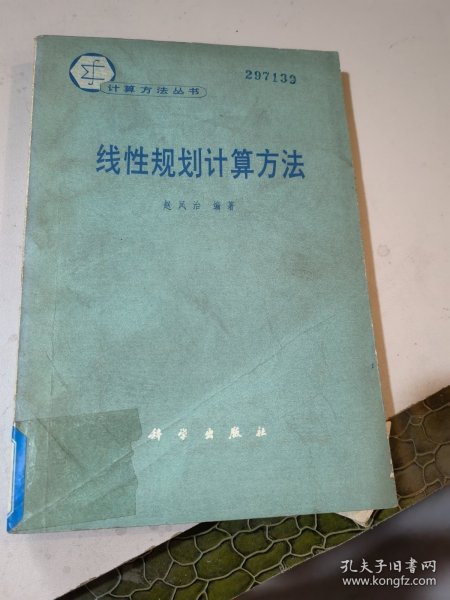 计算方法丛书
297139
线性规划计算方法
赵凤治 编著
科学出版社
孔夫子旧书网
www.kongfz.com